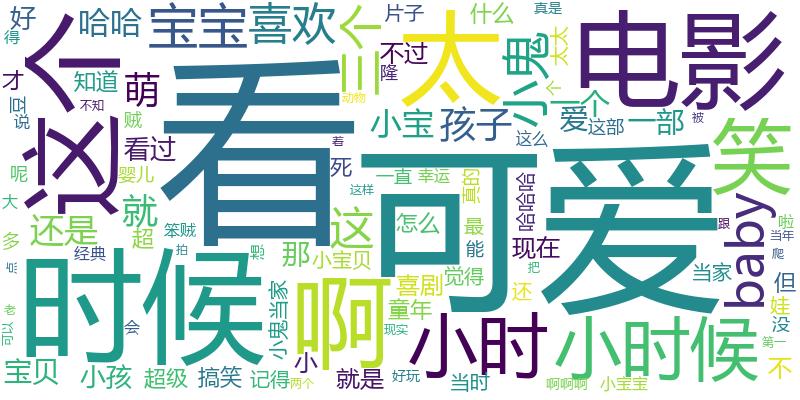 好
哈哈
宝宝
喜欢
片子
什么
真是
得
这个
三个
太
小鬼
太太
电影
不过
隆
才
知道
萌
豆
不知
动物
个
一个
说
贼
看
可爱
小宝
孩子
爱
这部
一部
被
笑
看过
死
着
这么
呢
婴儿
一直
幸运
真的
哈哈哈
大
就
这
这样
baby
还是
超
笨贼
那
怎么
最
跟
啦
多
经典
拍
想
小宝贝
能
现在
当年
点
时候
啊
喜剧
觉得
把
当家
爬
但
老
可以
小鬼当家
童年
还
娃
会
现实
小时
小时候
没
第一
宝贝
小孩
超级
搞笑
记得
小
两个
就是
好玩
当时
啊啊啊
小宝宝
不